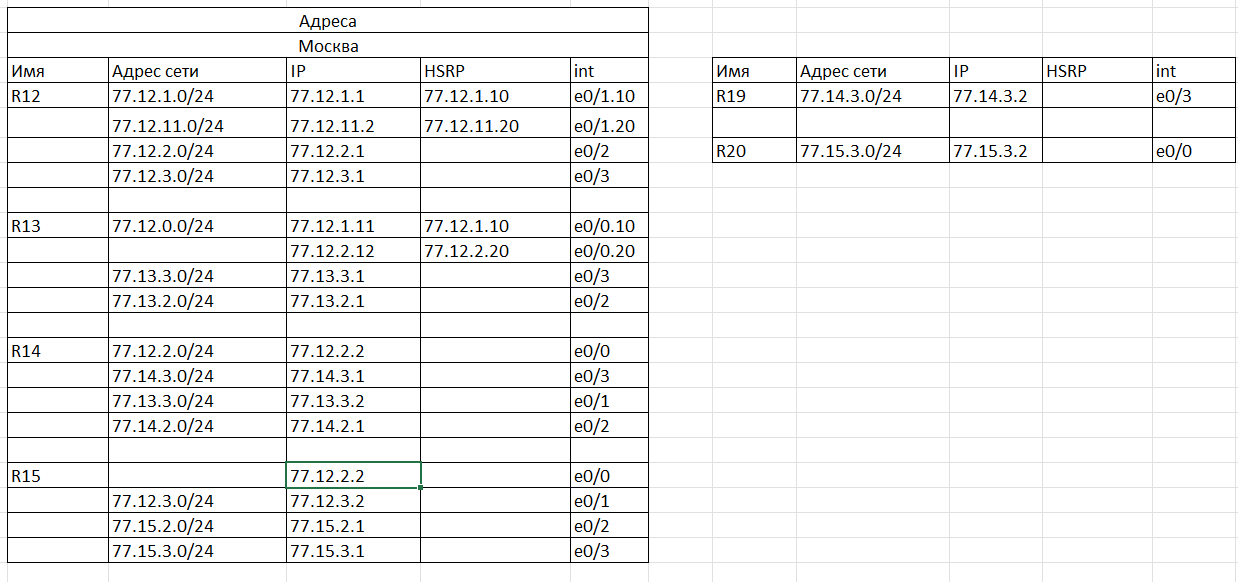 Адреса
Москва
Имя Адрес сети IP HSRP int
R12 77.12.1.0/24 77.12.1.1 77.12.1.10 e0/1.10
77.12.11.0/24 77.12.11.2 77.12.11.20 e0/1.20
77.12.2.0/24 77.12.2.1 e0/2
77.12.3.0/24 77.12.3.1 e0/3
R13 77.12.0.0/24 77.12.1.11 77.12.1.10 e0/0.10
77.12.2.12 77.12.2.20 e0/0.20
77.13.3.0/24 77.13.3.1 e0/3
77.13.2.0/24 77.13.2.1 e0/2
R14 77.12.2.0/24 77.12.2.2 e0/0
77.14.3.0/24 77.14.3.1 e0/3
77.13.3.0/24 77.13.3.2 e0/1
77.14.2.0/24 77.14.2.1 e0/2
R15 77.12.2.2 e0/0
77.12.3.0/24 77.12.3.2 e0/1
77.15.2.0/24 77.15.2.1 e0/2
77.15.3.0/24 77.15.3.1 e0/3
Имя Адрес сети IP HSRP int
R19 77.14.3.0/24 77.14.3.2 e0/3
R20 77.15.3.0/24 77.15.3.2 e0/0